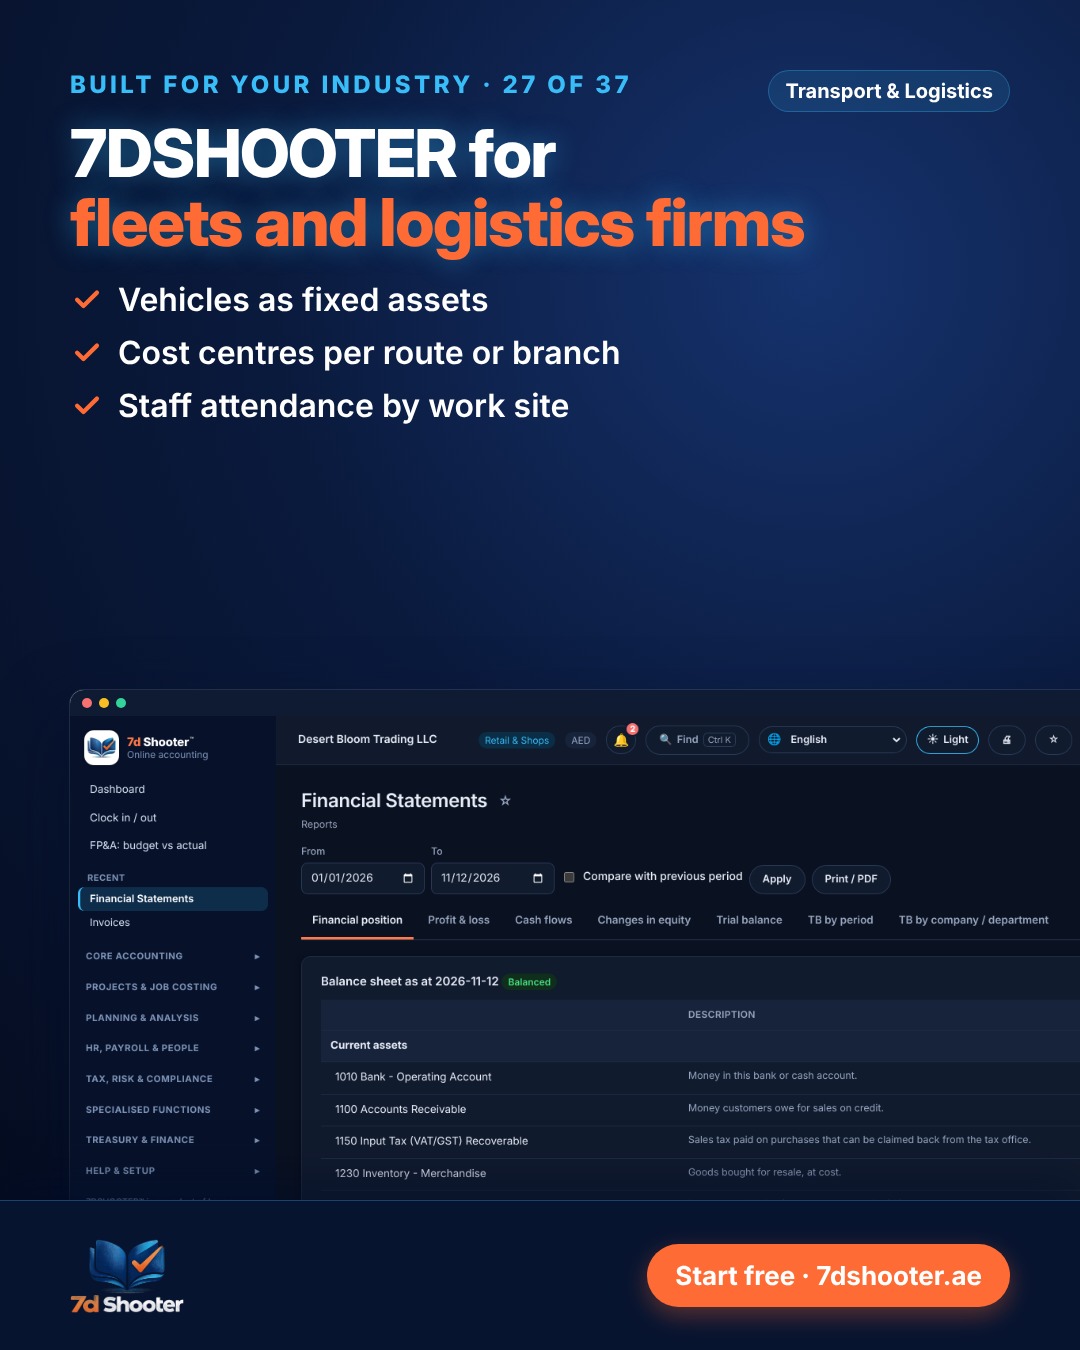 BUILT FOR YOUR INDUSTRY · 27 OF 37
Transport & Logistics
7DSHOOTER for
fleets and logistics firms
Vehicles as fixed assets
Cost centres per route or branch
Staff attendance by work site
7d Shooter™
Online accounting
Desert Bloom Trading LLC
Retail & Shops
AED
2
Find
Ctrl K
English
Light
Dashboard
Clock in / out
FP&A: budget vs actual
RECENT
Financial Statements
Invoices
CORE ACCOUNTING
PROJECTS & JOB COSTING
PLANNING & ANALYSIS
HR, PAYROLL & PEOPLE
TAX, RISK & COMPLIANCE
SPECIALISED FUNCTIONS
TREASURY & FINANCE
HELP & SETUP
Financial Statements
Reports
From
To
01/01/2026
11/12/2026
Compare with previous period
Apply
Print / PDF
Financial position
Profit & loss
Cash flows
Changes in equity
Trial balance
TB by period
TB by company / department
Balance sheet as at 2026-11-12 Balanced
DESCRIPTION
Current assets
1010 Bank - Operating Account
Money in this bank or cash account.
1100 Accounts Receivable
Money customers owe for sales on credit.
1150 Input Tax (VAT/GST) Recoverable
Sales tax paid on purchases that can be claimed back from the tax office.
1230 Inventory - Merchandise
Goods bought for resale, at cost.
7d Shooter
Start free · 7dshooter.ae